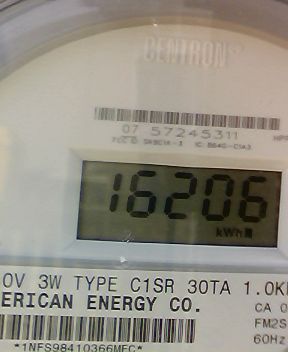 CENTRON®
07 57245311
16206
kWh
0V 3W TYPE C1SR 30TA 1.0K
ERICAN ENERGY CO.
CA 0
FM2S
60Hz
*1NFS98410366MEC*